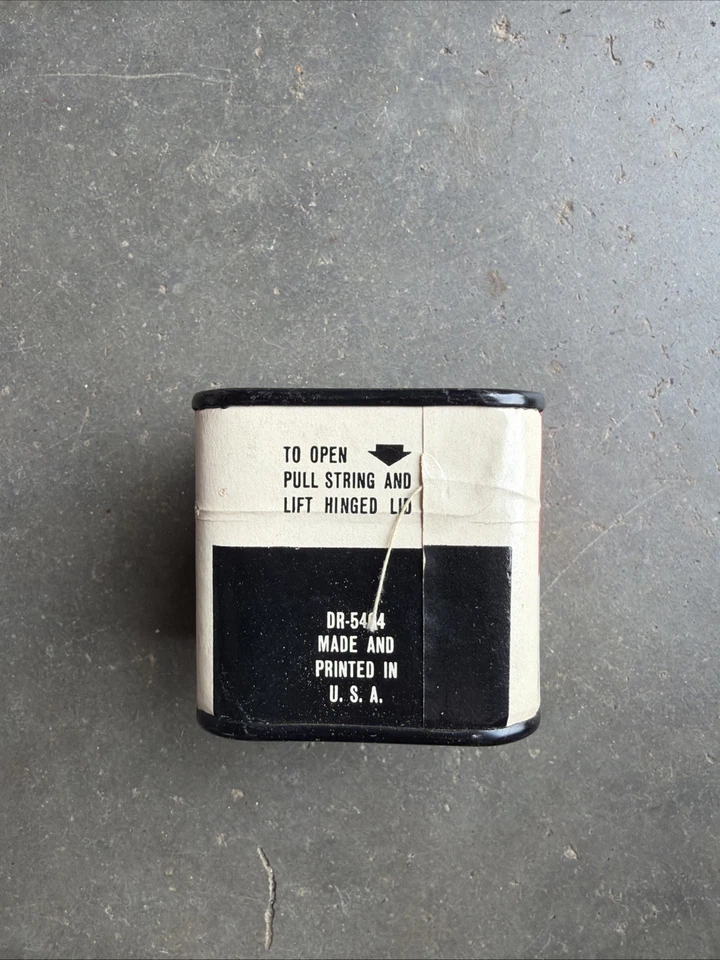 TO OPEN
PULL STRING AND
LIFT HINGED LID
MADE AND
PRINTED IN
U. S. A.